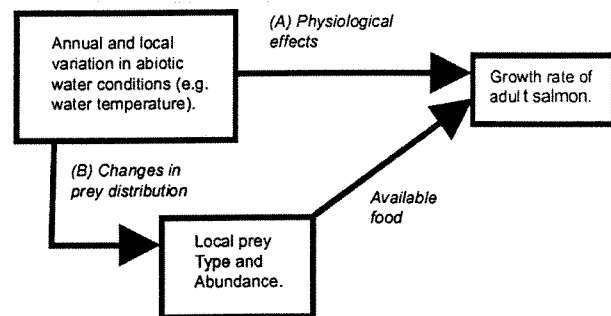 (A) Physiological
effects
Annual and local
variation in abiotic
water conditions (e.g.
water temperature).
Growth rate of
adult salmon.
(B) Changes in
prey distribution
Available
food
Local prey
Type and
Abundance.